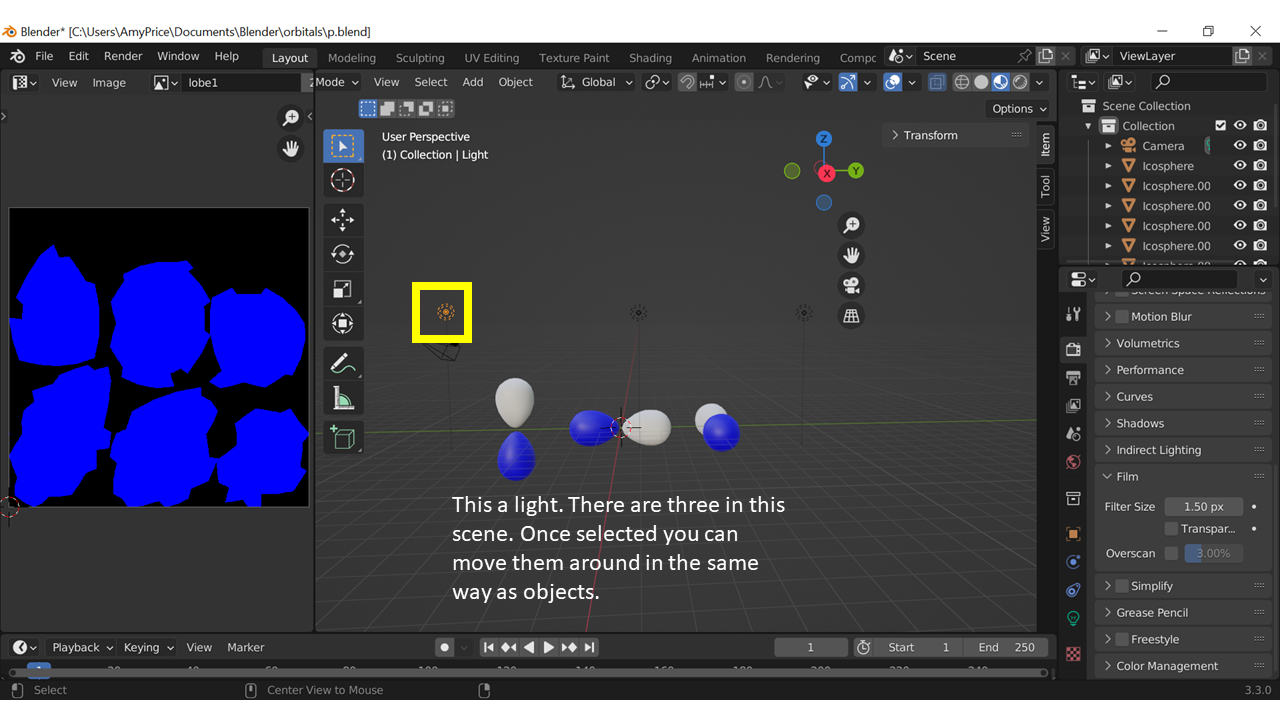 Blender* [C:\Users\AmyPrice\Documents\Blender\orbitals\p.blend]
File Edit Render Window Help Layout Modeling Sculpting UV Editing Texture Paint Shading Animation Rendering Compc Scene ViewLayer
View Image lobe1 2 Mode View Select Add Object Global
Options
User Perspective
(1) Collection | Light
Z
X
Y
Transform
Item
Tool
View
Scene Collection
Collection
Camera
Icosphere
Icosphere.00
Icosphere.00
Icosphere.00
Icosphere.00
Motion Blur
Volumetrics
Performance
Curves
Shadows
Indirect Lighting
Film
Filter Size 1.50 px
Transpar...
Overscan 3.00%
Simplify
Grease Pencil
Freestyle
Color Management
This a light. There are three in this
scene. Once selected you can
move them around in the same
way as objects.
Playback Keying View Marker 1 Start 1 End 250
1
Select Center View to Mouse 3.3.0